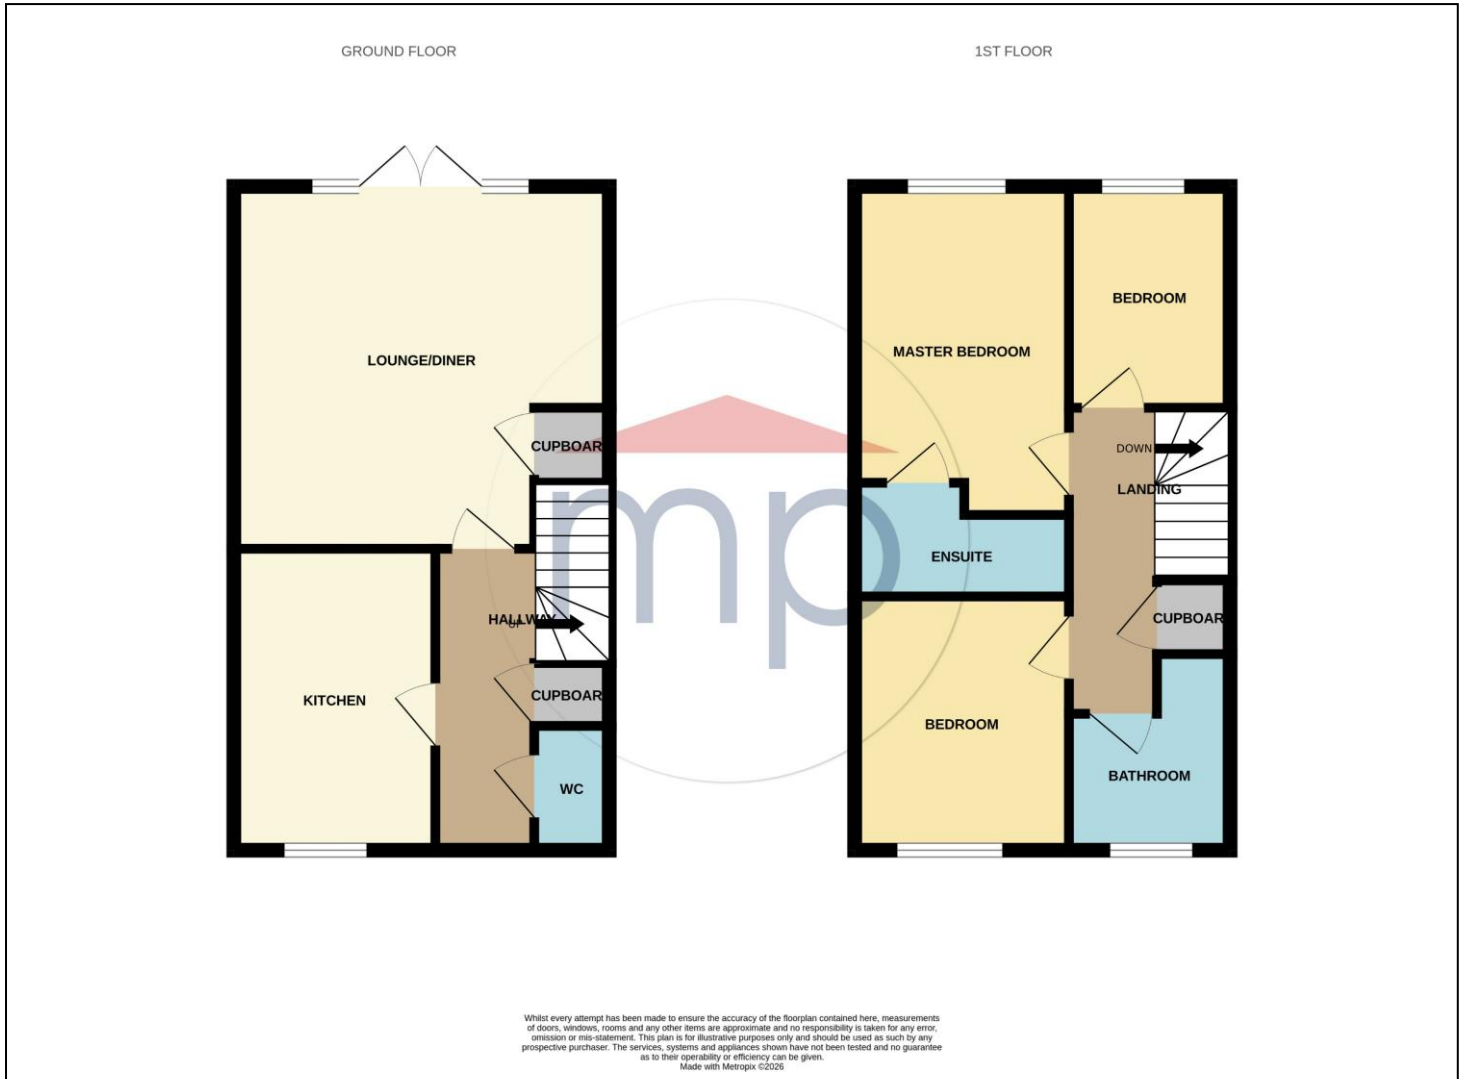 GROUND FLOOR
1ST FLOOR
LOUNGE/DINER
CUPBOAR
HALLWAY
UP
KITCHEN
CUPBOAR
WC
MASTER BEDROOM
BEDROOM
DOWN
LANDING
ENSUITE
CUPBOAR
BEDROOM
BATHROOM
mp
Whilst every attempt has been made to ensure the accuracy of the floorplan contained here, measurements
of doors, windows, rooms and any other items are approximate and no responsibility is taken for any error,
omission or mis-statement. This plan is for illustrative purposes only and should be used as such by any
prospective purchaser. The services, systems and appliances shown have not been tested and no guarantee
as to their operability or efficiency can be given.
Made with Metropix ©2026